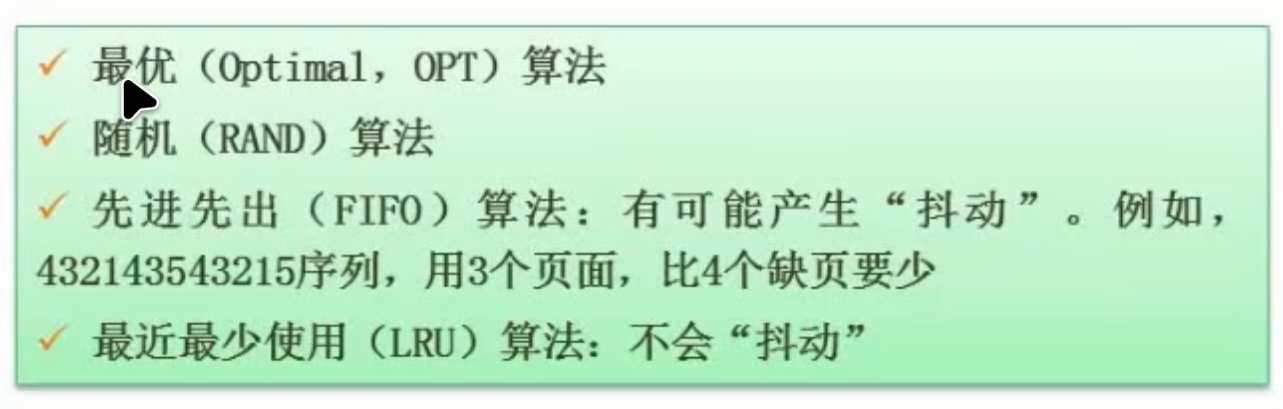 ✓ 最优（Optimal，OPT）算法
✓ 随机（RAND）算法
✓ 先进先出（FIFO）算法：有可能产生“抖动”。例如，
432143543215序列，用3个页面，比4个缺页要少
✓ 最近最少使用（LRU）算法：不会“抖动”